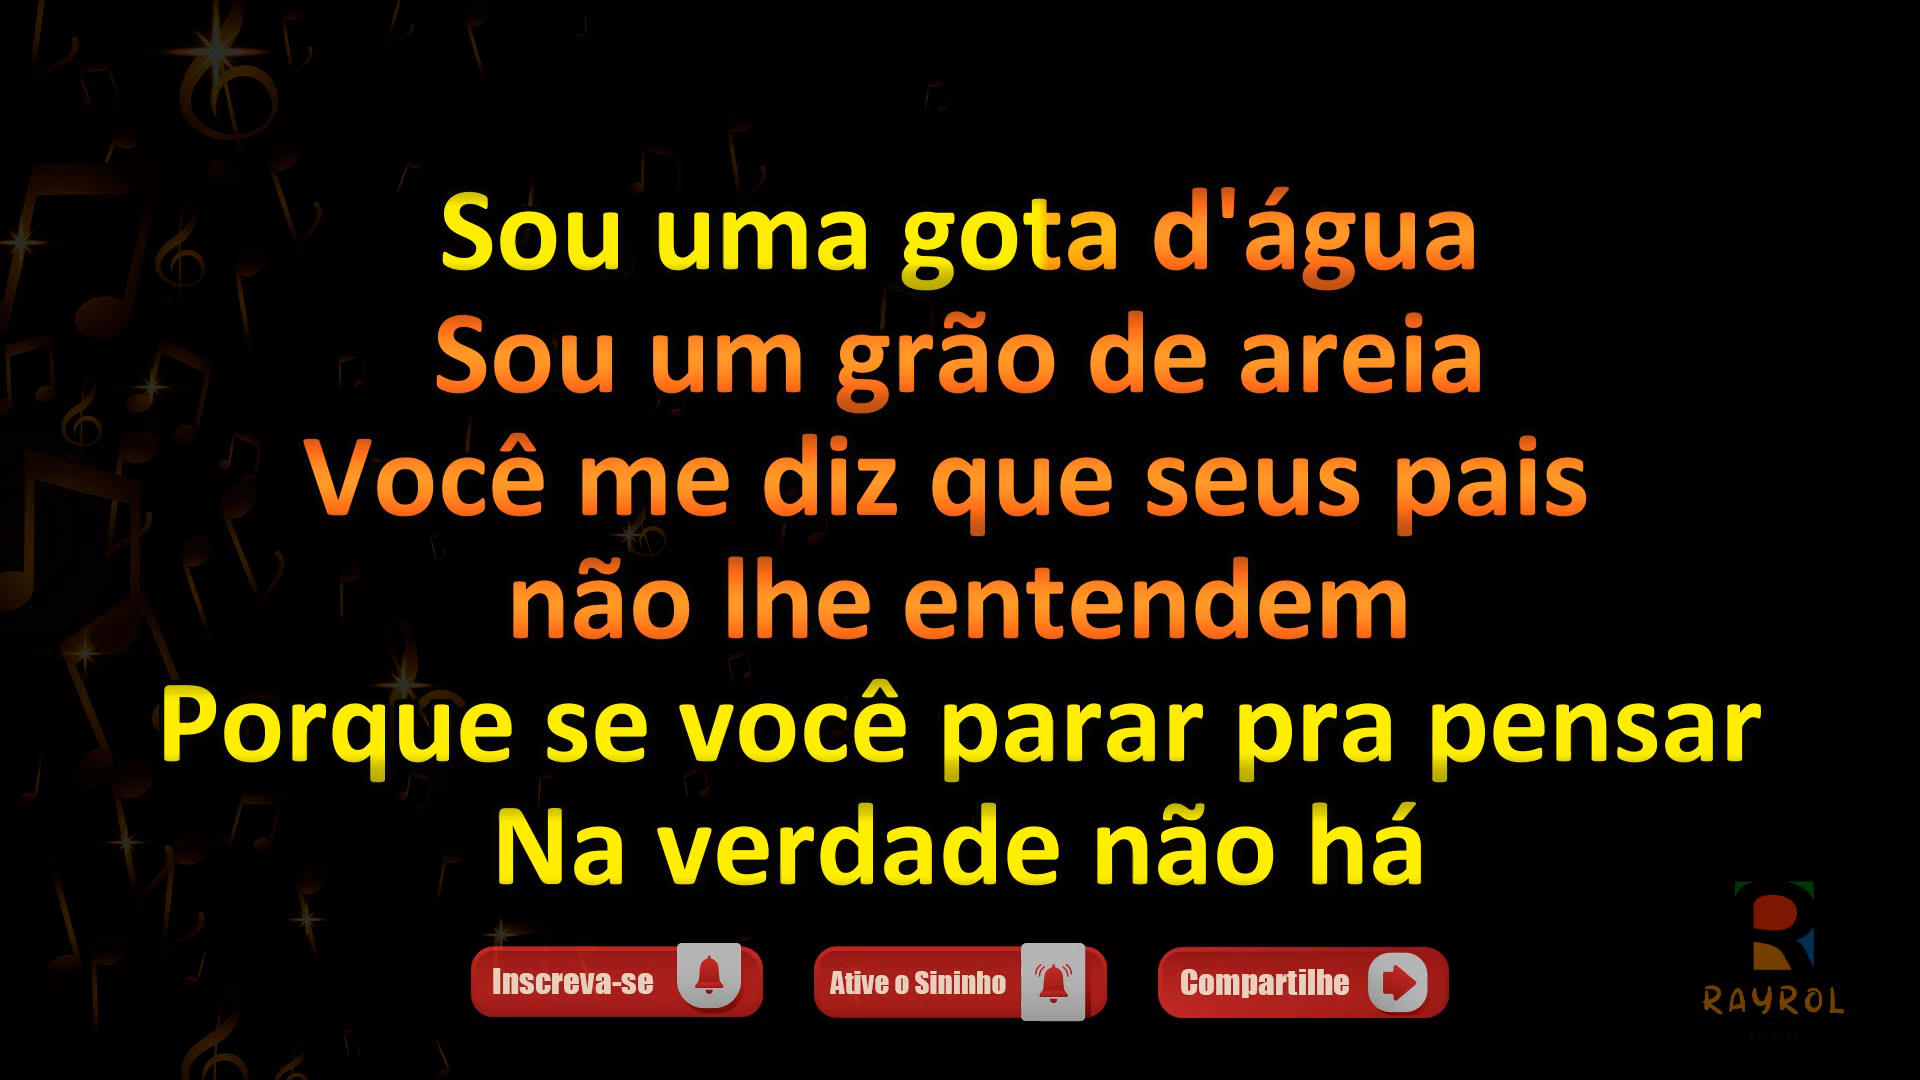 Sou uma gota d'água
Sou um grão de areia
Você me diz que seus pais
não lhe entendem
Porque se você parar pra pensar
Na verdade não há
Inscreva-se
Ative o Sininho
Compartilhe
RAYROL